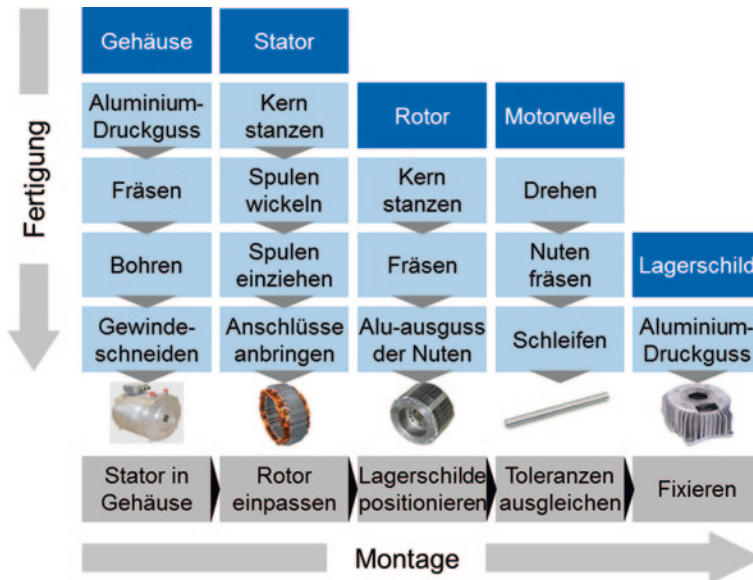 Fertigung
Gehäuse
Aluminium-
Druckguss
Fräsen
Bohren
Gewinde-
schneiden
Stator
Kern
stanzen
Spulen
wickeln
Spulen
einziehen
Anschlüsse
anbringen
Rotor
Kern
stanzen
Fräsen
Alu-ausguss
der Nuten
Motorwelle
Drehen
Nuten
fräsen
Schleifen
Lagerschild
Aluminium-
Druckguss
Stator in
Gehäuse
Rotor
einpassen
Lagerschilde
positionieren
Toleranzen
ausgleichen
Fixieren
Montage